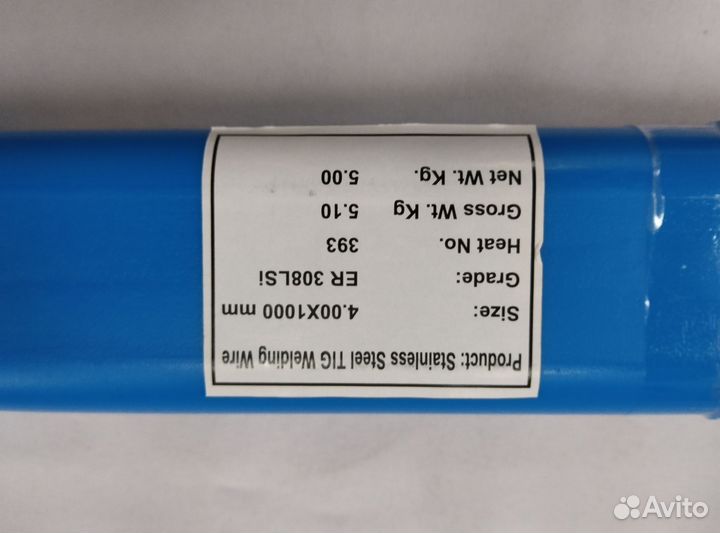 Product: Stainless Steel TIG Welding Wire
Size: 4.00X1000 mm
Grade: ER 308LSi
Heat No. 393
Gross Wt. Kg 5.10
Net Wt. Kg. 5.00
Avito